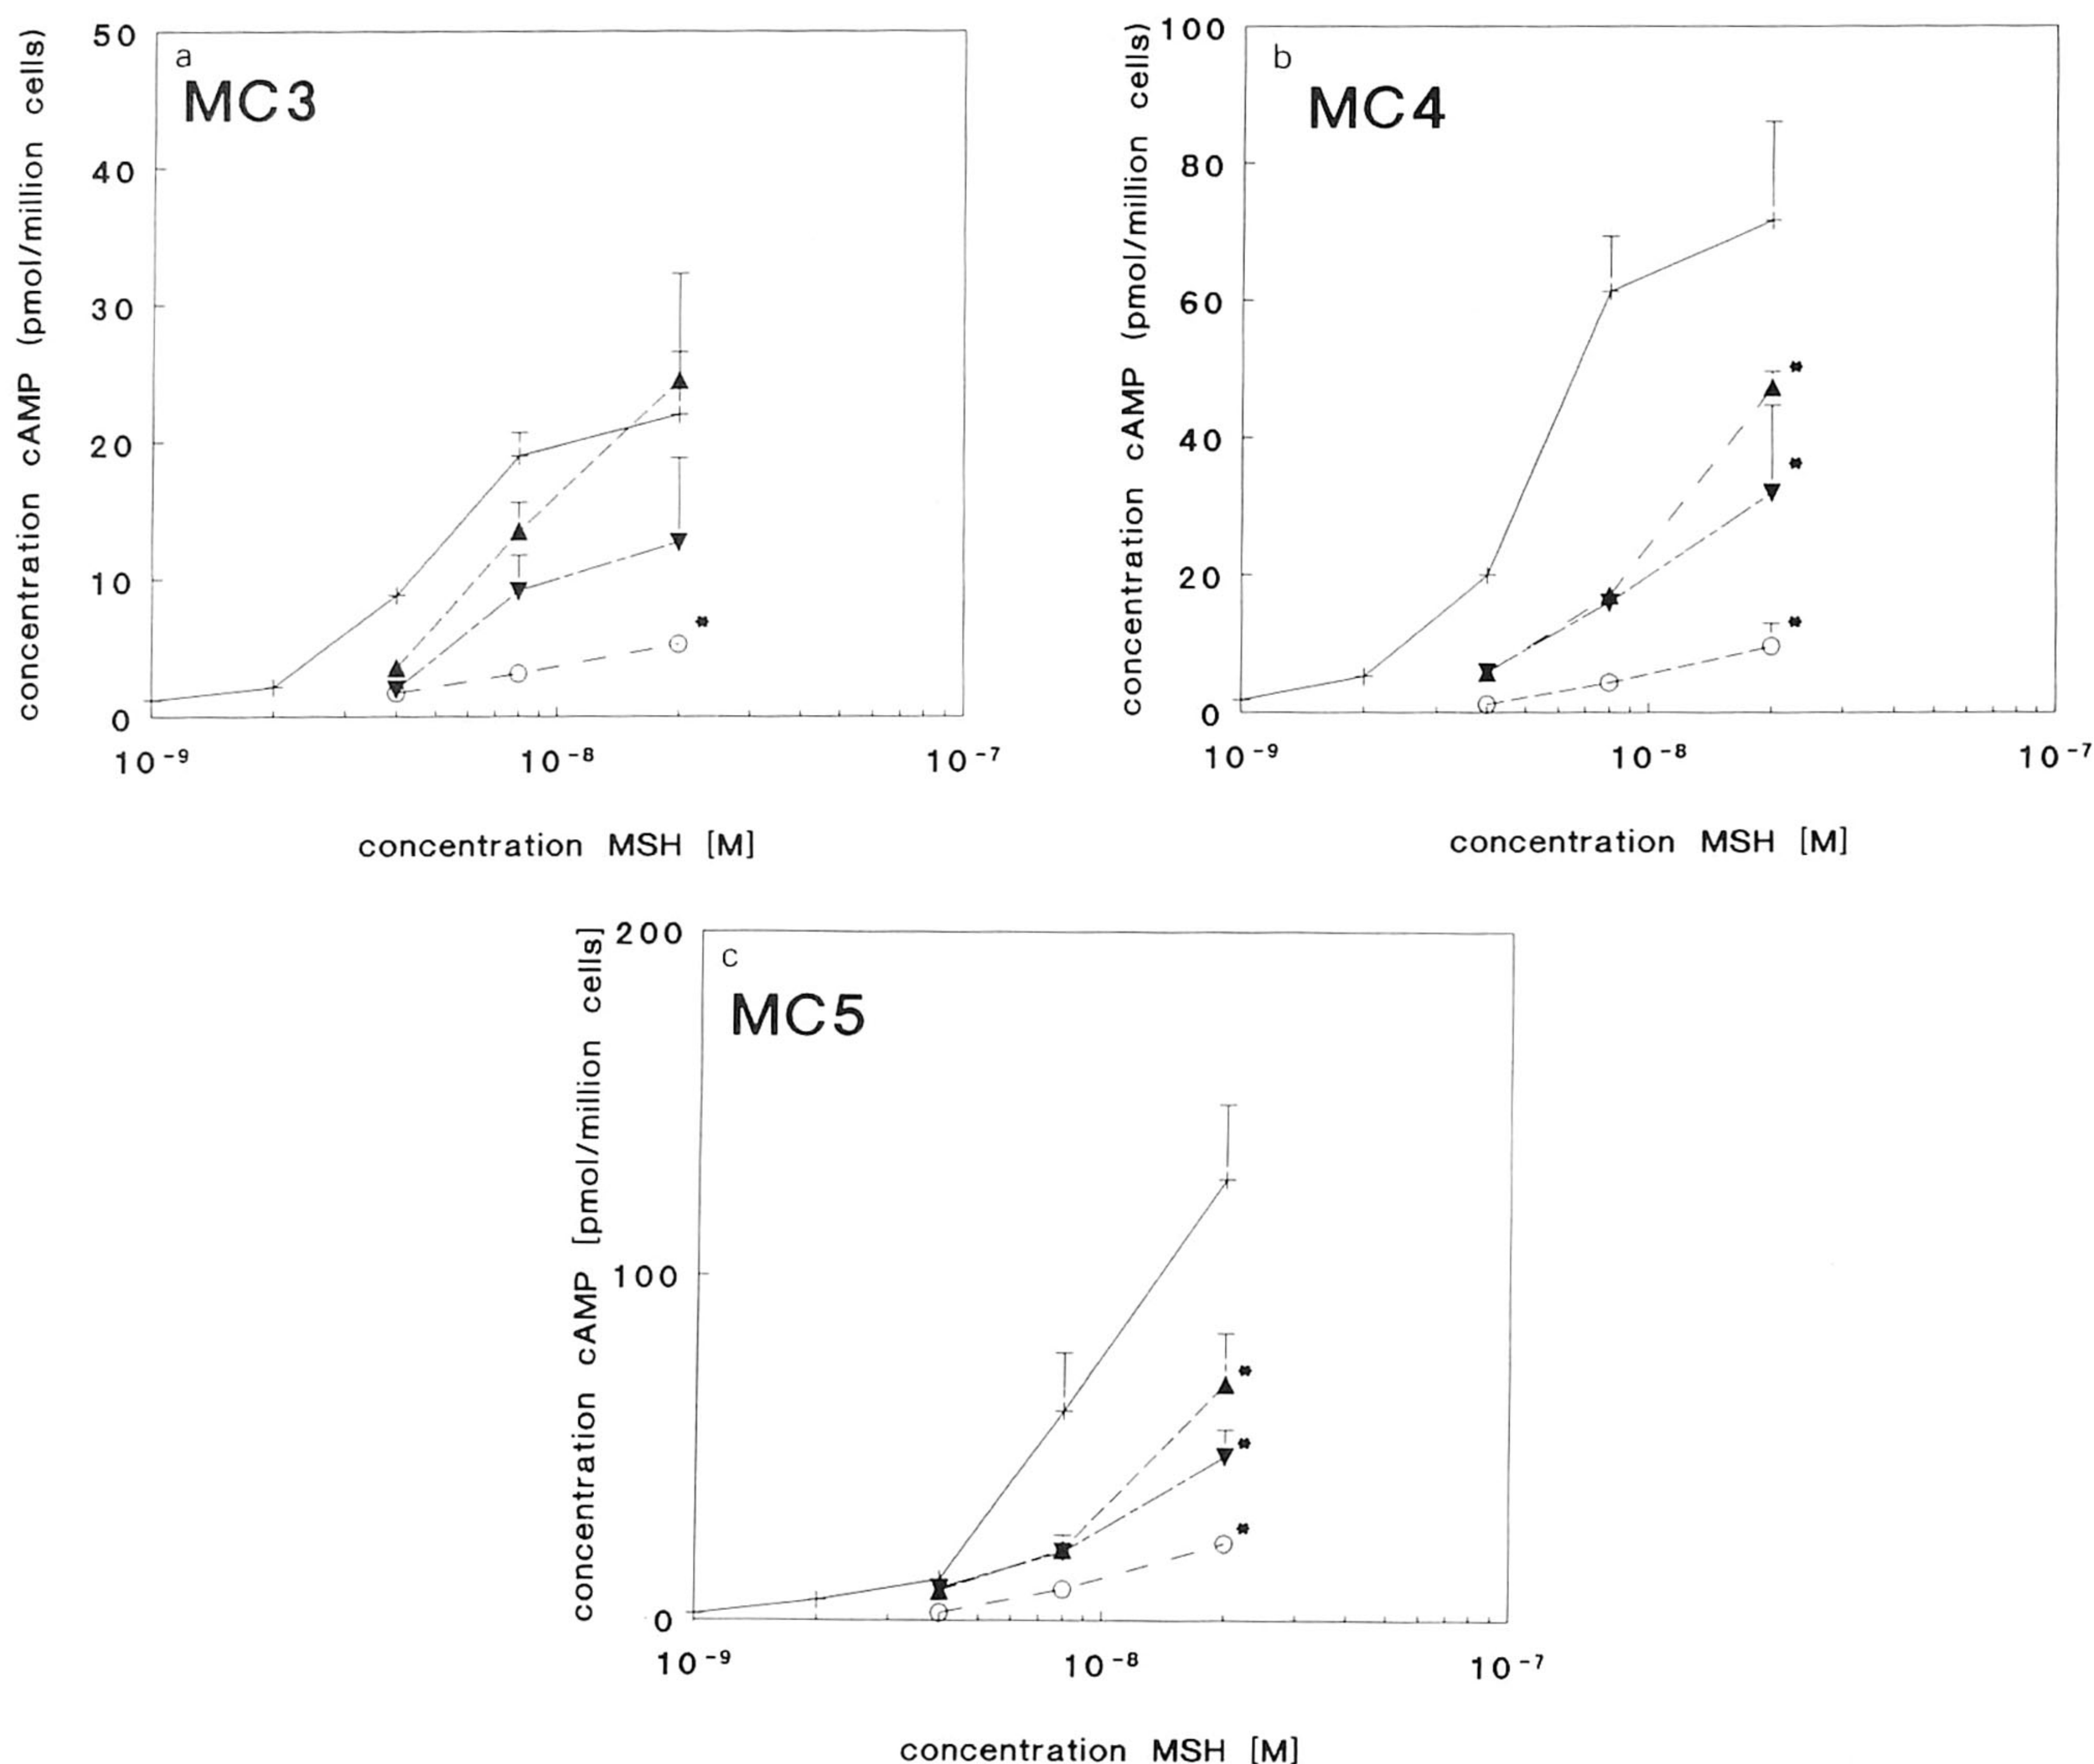 a
MC3
concentration cAMP (pmol/million cells)
50
40
30
20
10
0
*
10⁻⁹ 10⁻⁸ 10⁻⁷
concentration MSH [M]
b
MC4
concentration cAMP (pmol/million cells)
100
80
60
40
20
0
*
*
*
10⁻⁹ 10⁻⁸ 10⁻⁷
concentration MSH [M]
c
MC5
concentration cAMP [pmol/million cells]
200
100
0
*
*
*
10⁻⁹ 10⁻⁸ 10⁻⁷
concentration MSH [M]